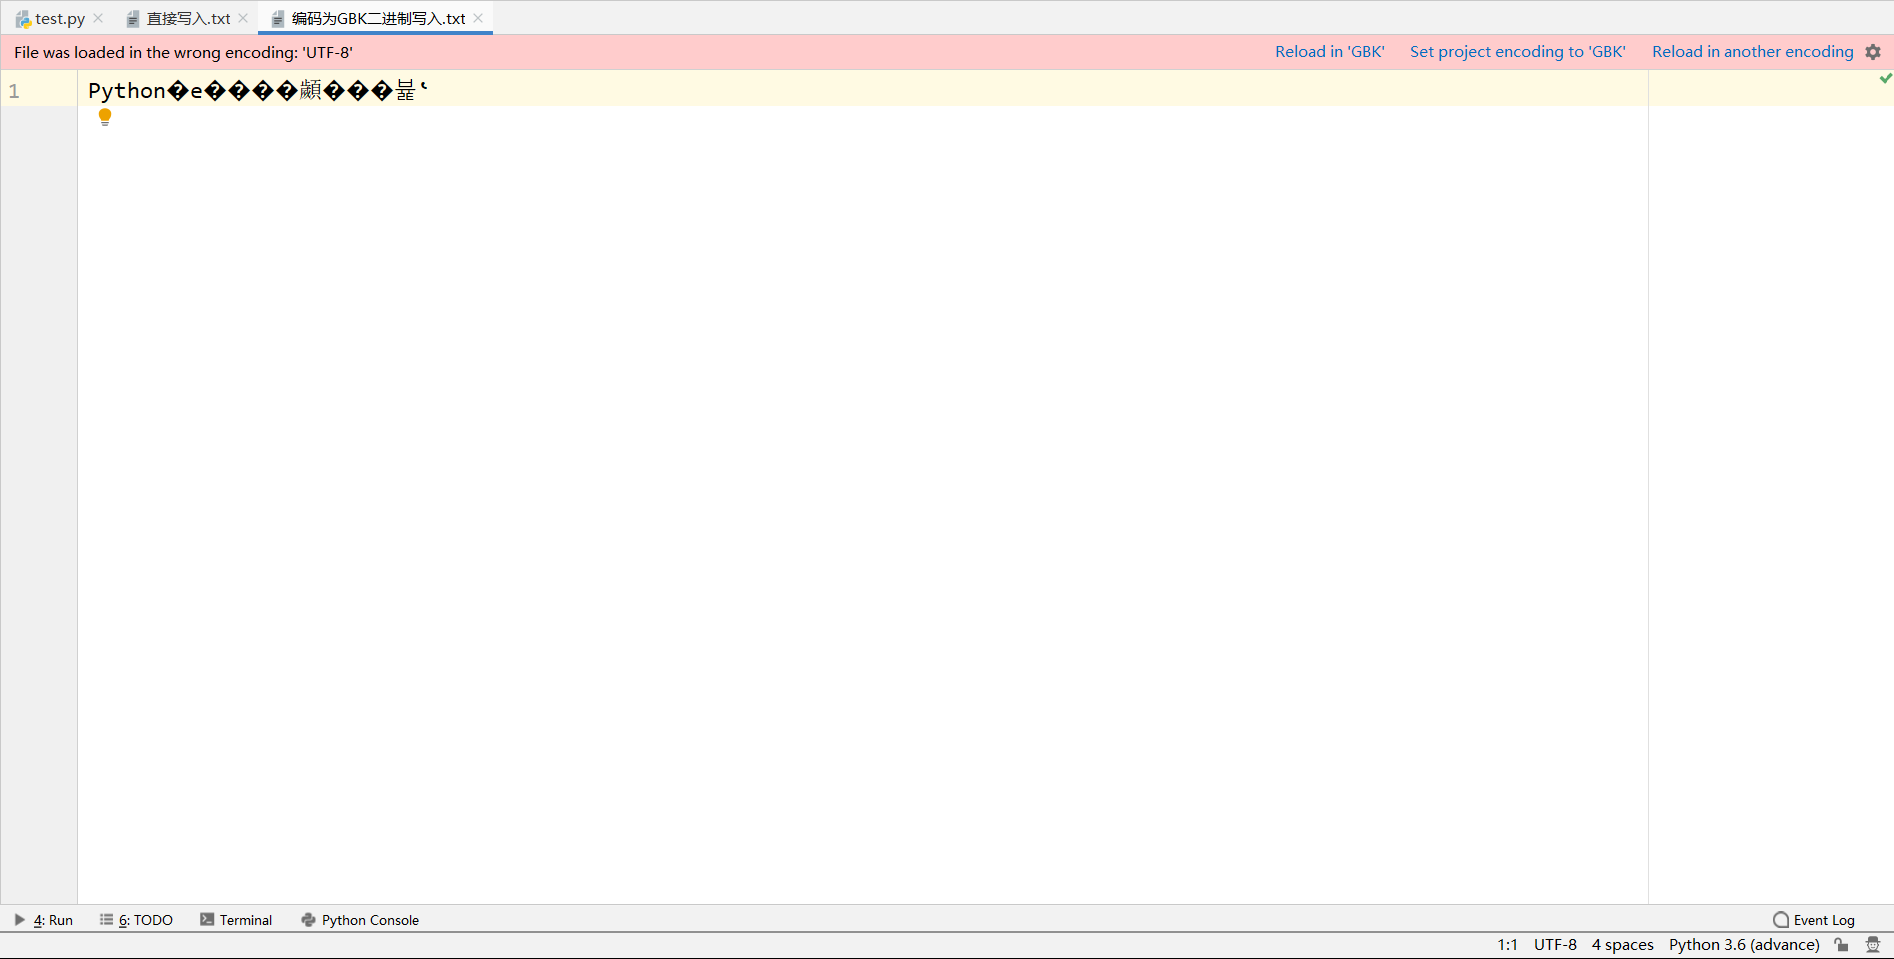 test.py 直接写入.txt 编码为GBK二进制写入.txt
File was loaded in the wrong encoding: 'UTF-8' Reload in 'GBK' Set project encoding to 'GBK' Reload in another encoding
1 Python�e����顱���붩ʽ
4: Run 6: TODO Terminal Python Console Event Log
1:1 UTF-8 4 spaces Python 3.6 (advance)